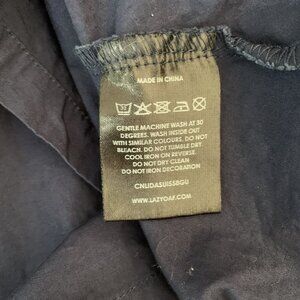 MADE IN CHINA
30
GENTLE MACHINE WASH AT 30
DEGREES. WASH INSIDE OUT
WITH SIMILAR COLOURS. DO NOT
BLEACH. DO NOT TUMBLE DRY
COOL IRON ON REVERSE.
DO NOT DRY CLEAN
DO NOT IRON DECORATION
WWW.LAZYOAF.COM